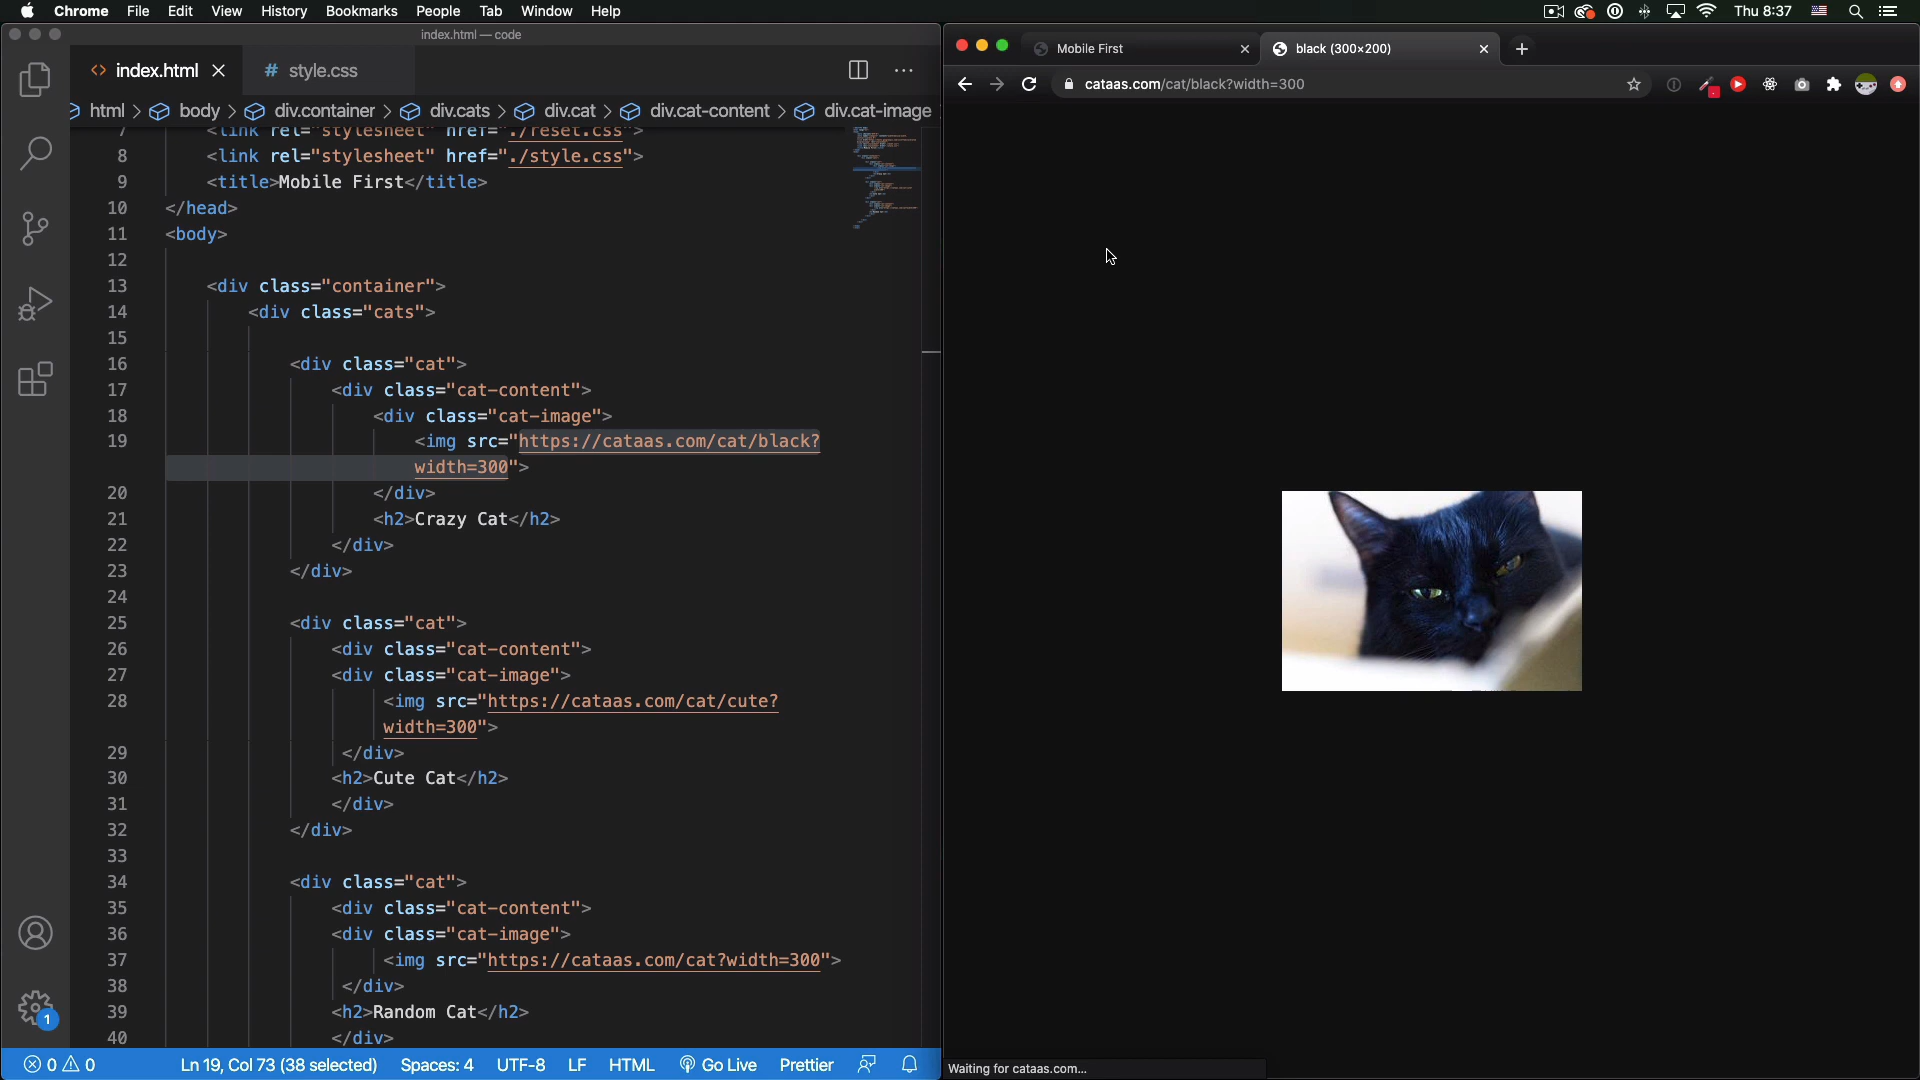 Chrome File Edit View History Bookmarks People Tab Window Help Thu 8:37
index.html — code
index.html
# style.css
html > body > div.container > div.cats > div.cat > div.cat-content > div.cat-image
7 <link rel="stylesheet" href="./reset.css">
8 <link rel="stylesheet" href="./style.css">
9 <title>Mobile First</title>
10 </head>
11 <body>
12
13 <div class="container">
14 <div class="cats">
15
16 <div class="cat">
17 <div class="cat-content">
18 <div class="cat-image">
19 <img src="https://cataas.com/cat/black?
width=300">
20 </div>
21 <h2>Crazy Cat</h2>
22 </div>
23 </div>
24
25 <div class="cat">
26 <div class="cat-content">
27 <div class="cat-image">
28 <img src="https://cataas.com/cat/cute?
width=300">
29 </div>
30 <h2>Cute Cat</h2>
31 </div>
32 </div>
33
34 <div class="cat">
35 <div class="cat-content">
36 <div class="cat-image">
37 <img src="https://cataas.com/cat?width=300">
38 </div>
39 <h2>Random Cat</h2>
40 </div>
1
0 0 Ln 19, Col 73 (38 selected) Spaces: 4 UTF-8 LF HTML Go Live Prettier
Mobile First
black (300×200)
cataas.com/cat/black?width=300
Waiting for cataas.com...